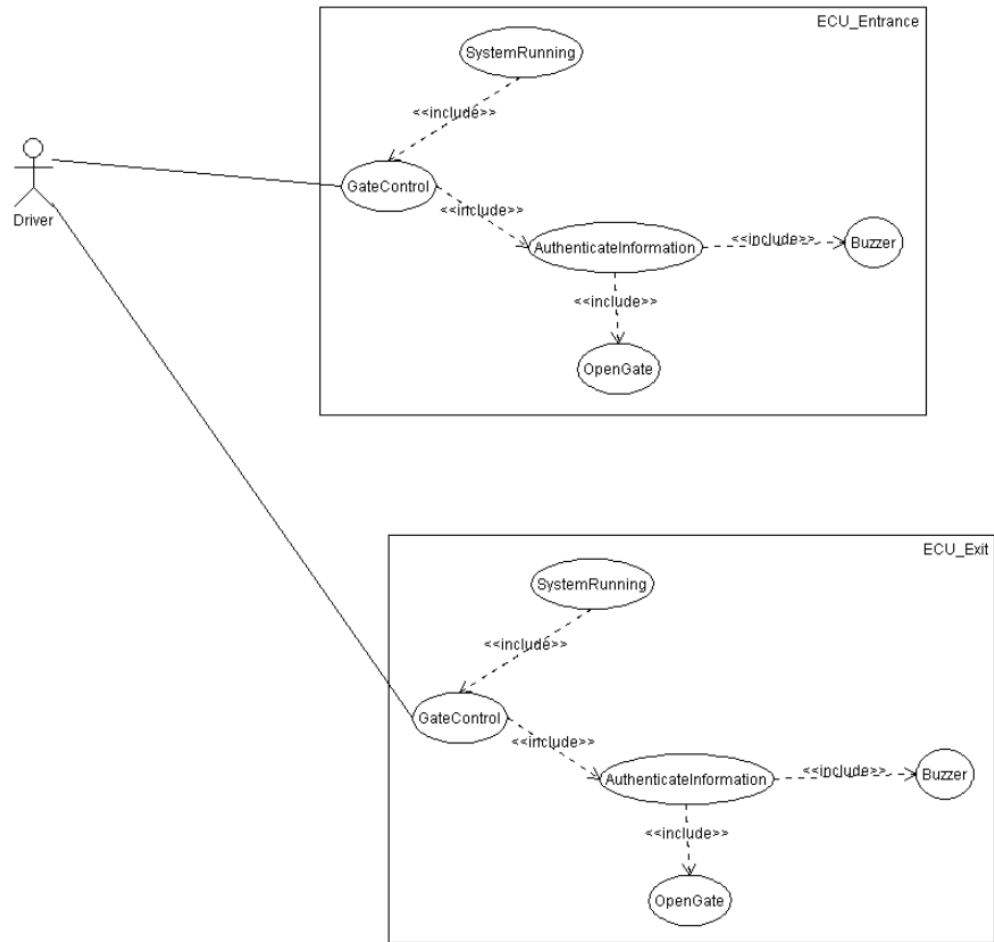 ECU_Entrance
SystemRunning
<<include>>
GateControl
<<include>>
Driver
AuthenticateInformation
<<include>>
Buzzer
<<include>>
OpenGate
ECU_Exit
SystemRunning
<<include>>
GateControl
<<include>>
AuthenticateInformation
<<include>>
Buzzer
<<include>>
OpenGate